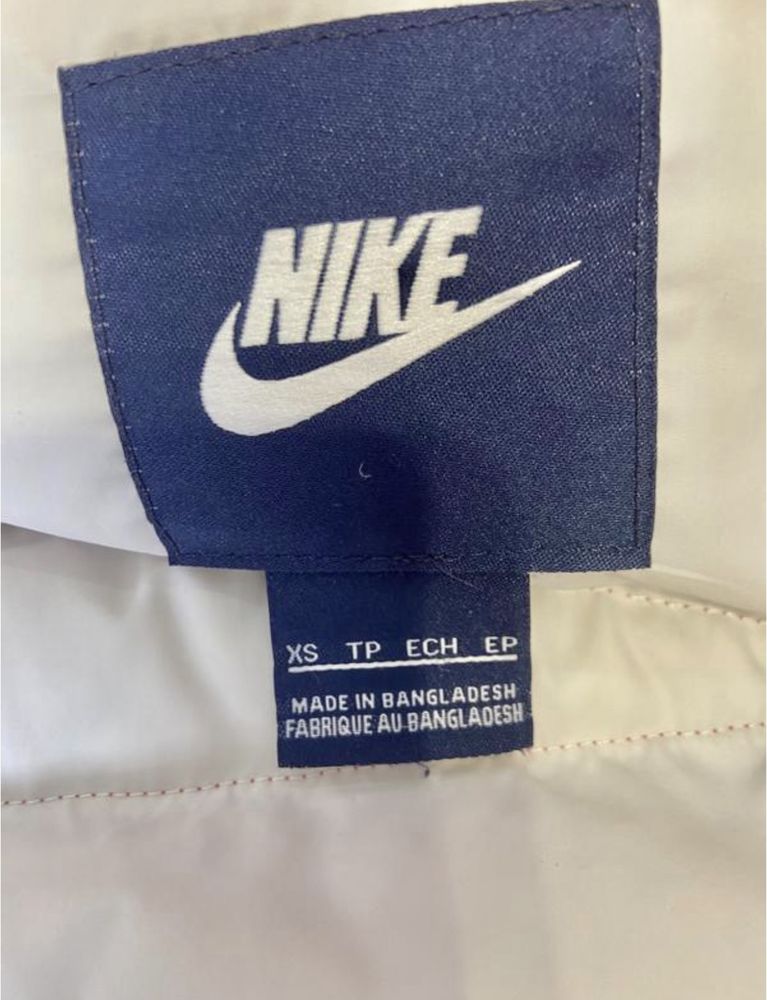 NIKE
XS TP ECH EP
MADE IN BANGLADESH
FABRIQUE AU BANGLADESH